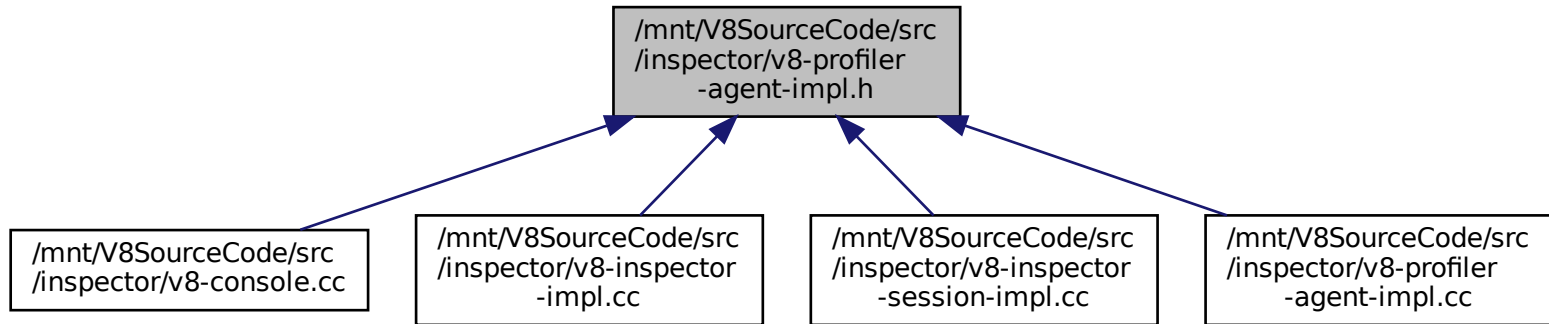 /mnt/V8SourceCode/src
/inspector/v8-profiler
-agent-impl.h
/mnt/V8SourceCode/src
/inspector/v8-console.cc
/mnt/V8SourceCode/src
/inspector/v8-inspector
-impl.cc
/mnt/V8SourceCode/src
/inspector/v8-inspector
-session-impl.cc
/mnt/V8SourceCode/src
/inspector/v8-profiler
-agent-impl.cc